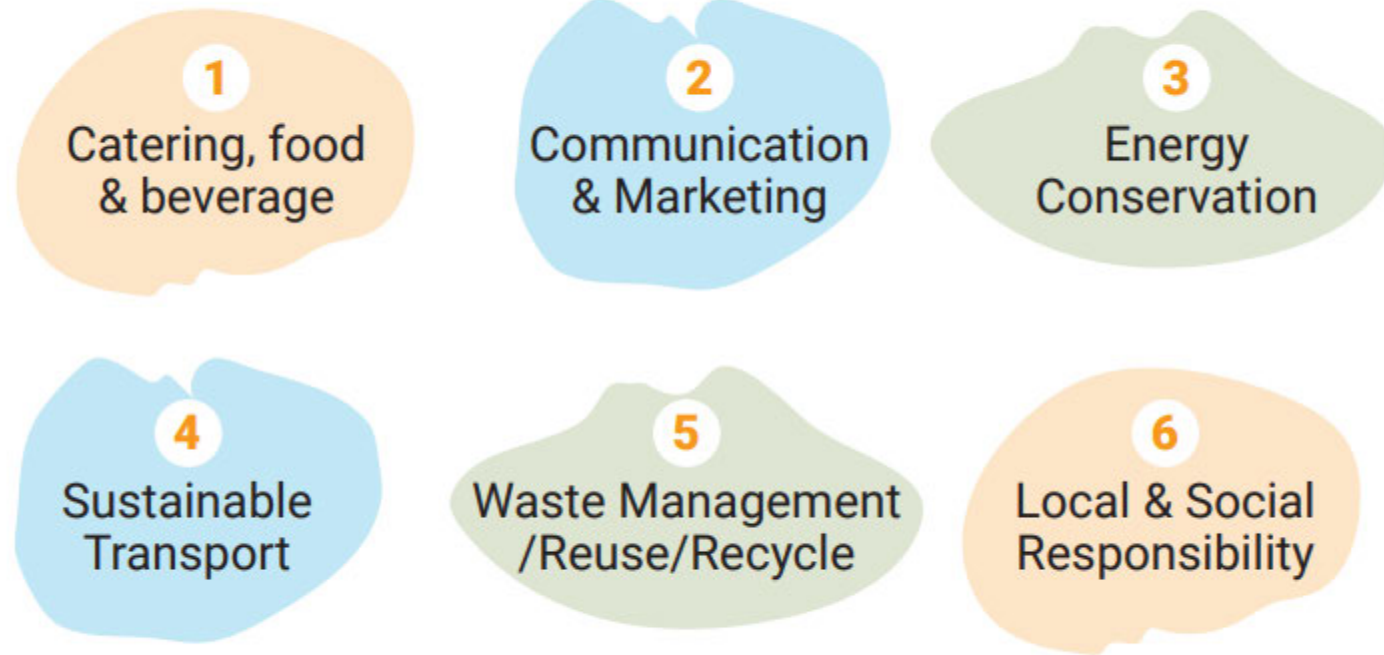 1
Catering, food
& beverage
2
Communication
& Marketing
3
Energy
Conservation
4
Sustainable
Transport
5
Waste Management
/Reuse/Recycle
6
Local & Social
Responsibility